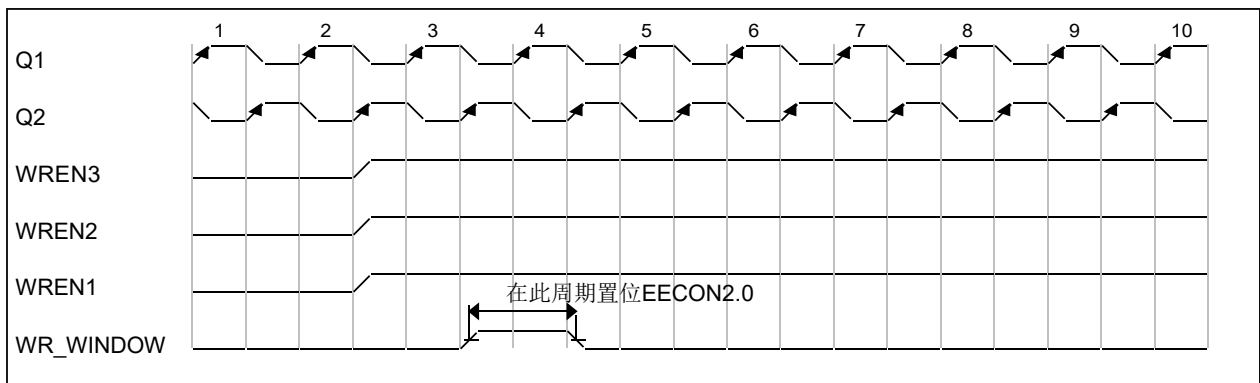 1 2 3 4 5 6 7 8 9 10
Q1
Q2
WREN3
WREN2
WREN1
在此周期置位EECON2.0
WR_WINDOW